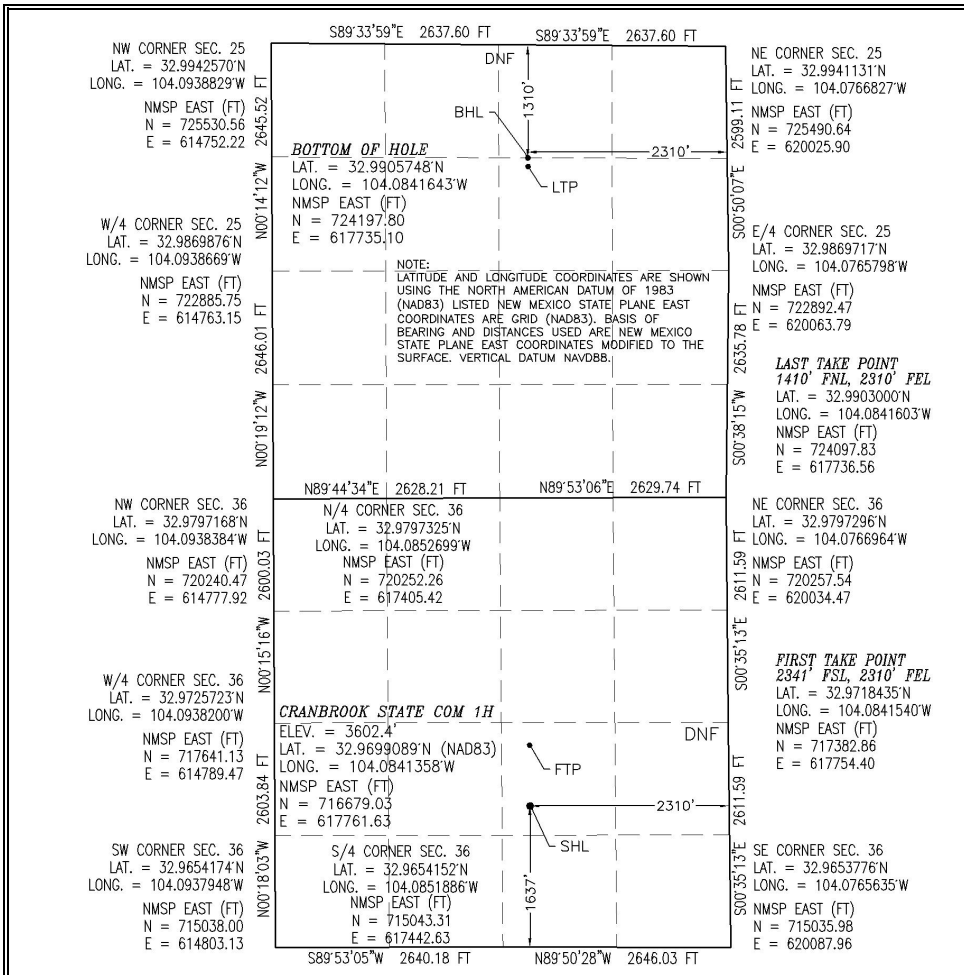 S89°33'59"E 2637.60 FT
S89°33'59"E 2637.60 FT
NW CORNER SEC. 25
LAT. = 32.9942570°N
LONG. = 104.0938829°W
NMSP EAST (FT)
N = 725530.56
E = 614752.22
DNF
NE CORNER SEC. 25
LAT. = 32.9941131°N
LONG. = 104.0766827°W
NMSP EAST (FT)
N = 725490.64
E = 620025.90
2645.52 FT
N00°14'12"W
1310'
BHL
2310'
LTP
2599.11 FT
S00°50'07"E
BOTTOM OF HOLE
LAT. = 32.9905748°N
LONG. = 104.0841643°W
NMSP EAST (FT)
N = 724197.80
E = 617735.10
W/4 CORNER SEC. 25
LAT. = 32.9869876°N
LONG. = 104.0938669°W
NMSP EAST (FT)
N = 722885.75
E = 614763.15
E/4 CORNER SEC. 25
LAT. = 32.9869717°N
LONG. = 104.0765798°W
NMSP EAST (FT)
N = 722892.47
E = 620063.79
NOTE:
LATITUDE AND LONGITUDE COORDINATES ARE SHOWN
USING THE NORTH AMERICAN DATUM OF 1983
(NAD83) LISTED NEW MEXICO STATE PLANE EAST
COORDINATES ARE GRID (NAD83). BASIS OF
BEARING AND DISTANCES USED ARE NEW MEXICO
STATE PLANE EAST COORDINATES MODIFIED TO THE
SURFACE. VERTICAL DATUM NAVD88.
2646.01 FT
N00°19'12"W
2635.78 FT
S00°38'15"W
LAST TAKE POINT
1410' FNL, 2310' FEL
LAT. = 32.9903000°N
LONG. = 104.0841603°W
NMSP EAST (FT)
N = 724097.83
E = 617736.56
N89°44'34"E 2628.21 FT
N89°53'06"E 2629.74 FT
NW CORNER SEC. 36
LAT. = 32.9797168°N
LONG. = 104.0938384°W
NMSP EAST (FT)
N = 720240.47
E = 614777.92
N/4 CORNER SEC. 36
LAT. = 32.9797325°N
LONG. = 104.0852699°W
NMSP EAST (FT)
N = 720252.26
E = 617405.42
NE CORNER SEC. 36
LAT. = 32.9797296°N
LONG. = 104.0766964°W
NMSP EAST (FT)
N = 720257.54
E = 620034.47
2600.03 FT
N00°15'16"W
2611.59 FT
S00°35'13"E
FIRST TAKE POINT
2341' FSL, 2310' FEL
LAT. = 32.9718435°N
LONG. = 104.0841540°W
NMSP EAST (FT)
N = 717382.86
E = 617754.40
W/4 CORNER SEC. 36
LAT. = 32.9725723°N
LONG. = 104.0938200°W
NMSP EAST (FT)
N = 717641.13
E = 614789.47
CRANBROOK STATE COM 1H
ELEV. = 3602.4'
LAT. = 32.9699089°N (NAD83)
LONG. = 104.0841358°W
NMSP EAST (FT)
N = 716679.03
E = 617761.63
DNF
FTP
2310'
SHL
1637'
2603.84 FT
N00°18'03"W
2611.59 FT
S00°35'13"E
SW CORNER SEC. 36
LAT. = 32.9654174°N
LONG. = 104.0937948°W
NMSP EAST (FT)
N = 715038.00
E = 614803.13
S/4 CORNER SEC. 36
LAT. = 32.9654152°N
LONG. = 104.0851886°W
NMSP EAST (FT)
N = 715043.31
E = 617442.63
SE CORNER SEC. 36
LAT. = 32.9653776°N
LONG. = 104.0765635°W
NMSP EAST (FT)
N = 715035.98
E = 620087.96
S89°53'05"W 2640.18 FT
N89°50'28"W 2646.03 FT